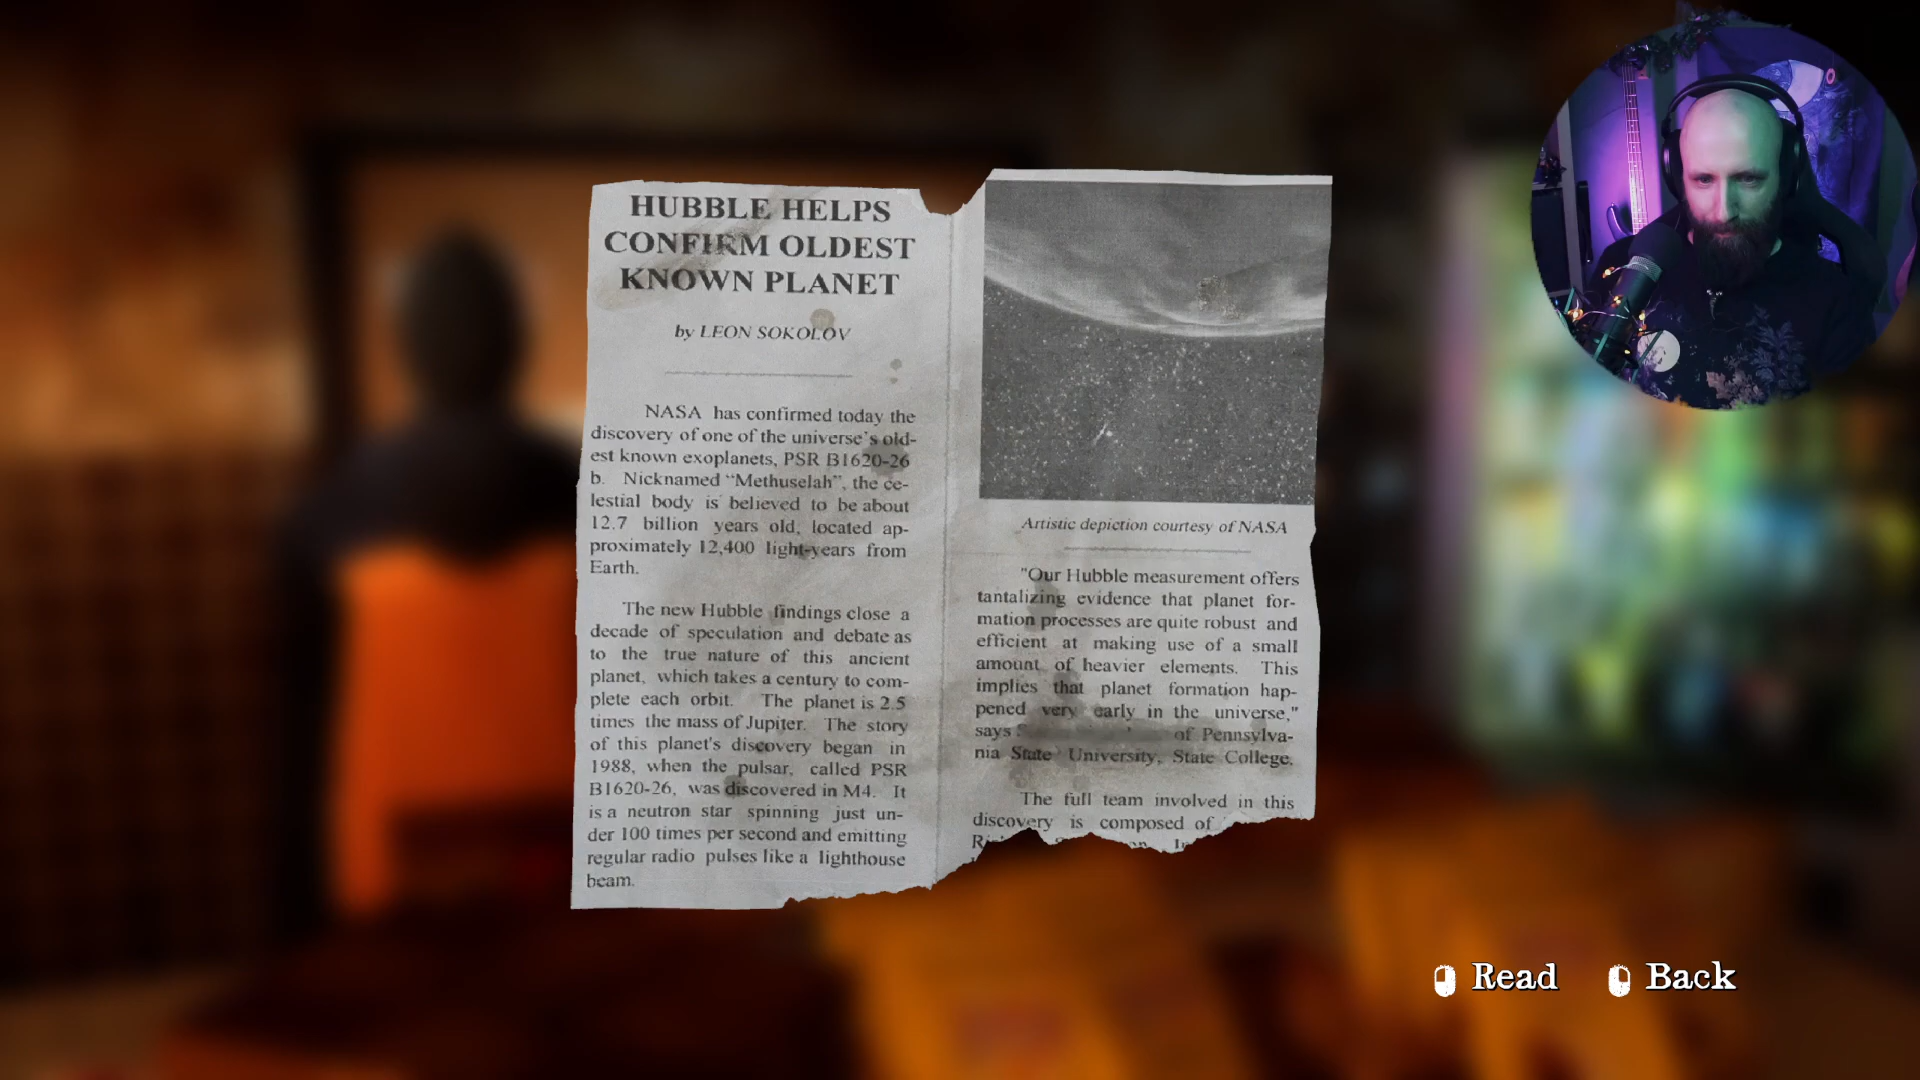 HUBBLE HELPS
CONFIRM OLDEST
KNOWN PLANET
by LEON SOKOLOV
NASA has confirmed today the
discovery of one of the universe's old-
est known exoplanets, PSR B1620-26
b. Nicknamed “Methuselah”, the ce-
lestial body is believed to be about
12.7 billion years old, located ap-
proximately 12,400 light-years from
Earth.
The new Hubble findings close a
decade of speculation and debate as
to the true nature of this ancient
planet, which takes a century to com-
plete each orbit. The planet is 2.5
times the mass of Jupiter. The story
of this planet's discovery began in
1988, when the pulsar, called PSR
B1620-26, was discovered in M4. It
is a neutron star spinning just un-
der 100 times per second and emitting
regular radio pulses like a lighthouse
beam.
Artistic depiction courtesy of NASA
"Our Hubble measurement offers
tantalizing evidence that planet for-
mation processes are quite robust and
efficient at making use of a small
amount of heavier elements. This
implies that planet formation hap-
pened very early in the universe,"
says of Pennsylva-
nia State University, State College.
The full team involved in this
discovery is composed of
Read
Back